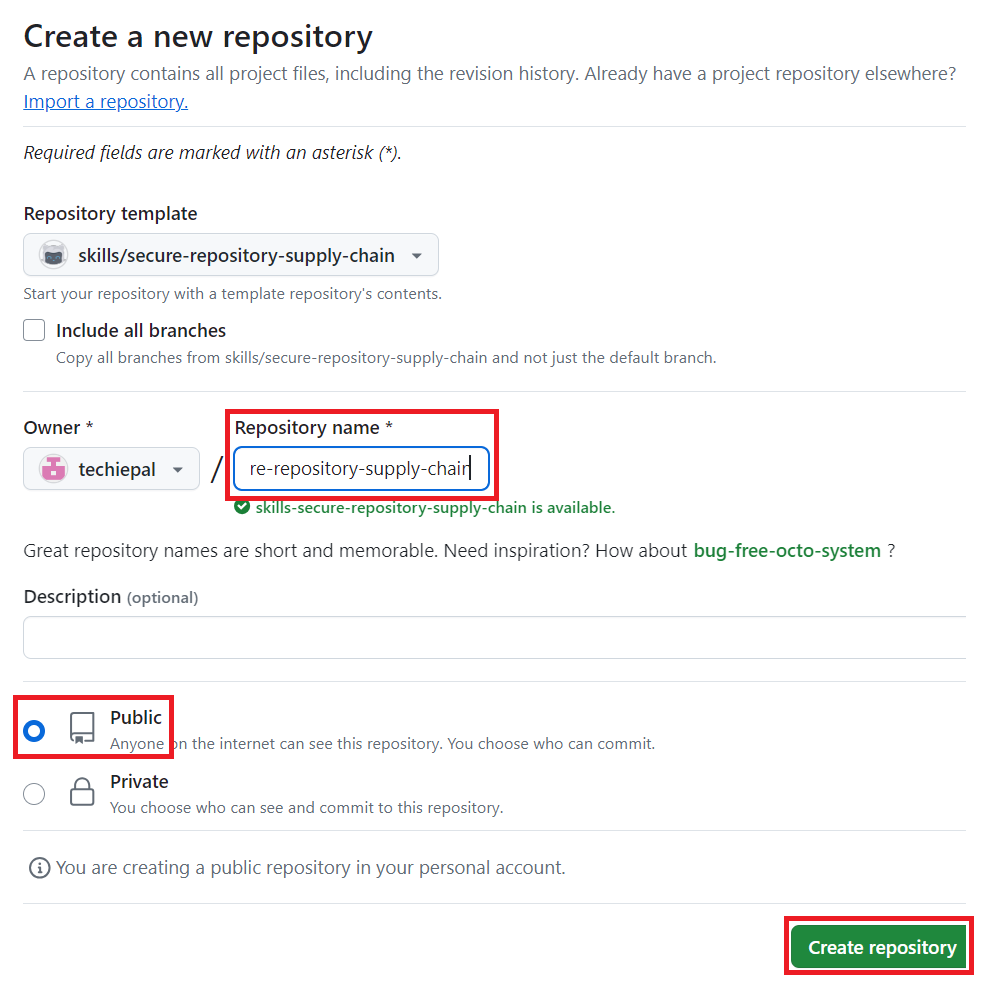 Create a new repository
A repository contains all project files, including the revision history. Already have a project repository elsewhere?
Import a repository.
Required fields are marked with an asterisk (*).
Repository template
skills/secure-repository-supply-chain
Start your repository with a template repository's contents.
Include all branches
Copy all branches from skills/secure-repository-supply-chain and not just the default branch.
Owner * Repository name *
techiepal / re-repository-supply-chain
skills-secure-repository-supply-chain is available.
Great repository names are short and memorable. Need inspiration? How about bug-free-octo-system ?
Description (optional)
Public
Anyone on the internet can see this repository. You choose who can commit.
Private
You choose who can see and commit to this repository.
You are creating a public repository in your personal account.
Create repository